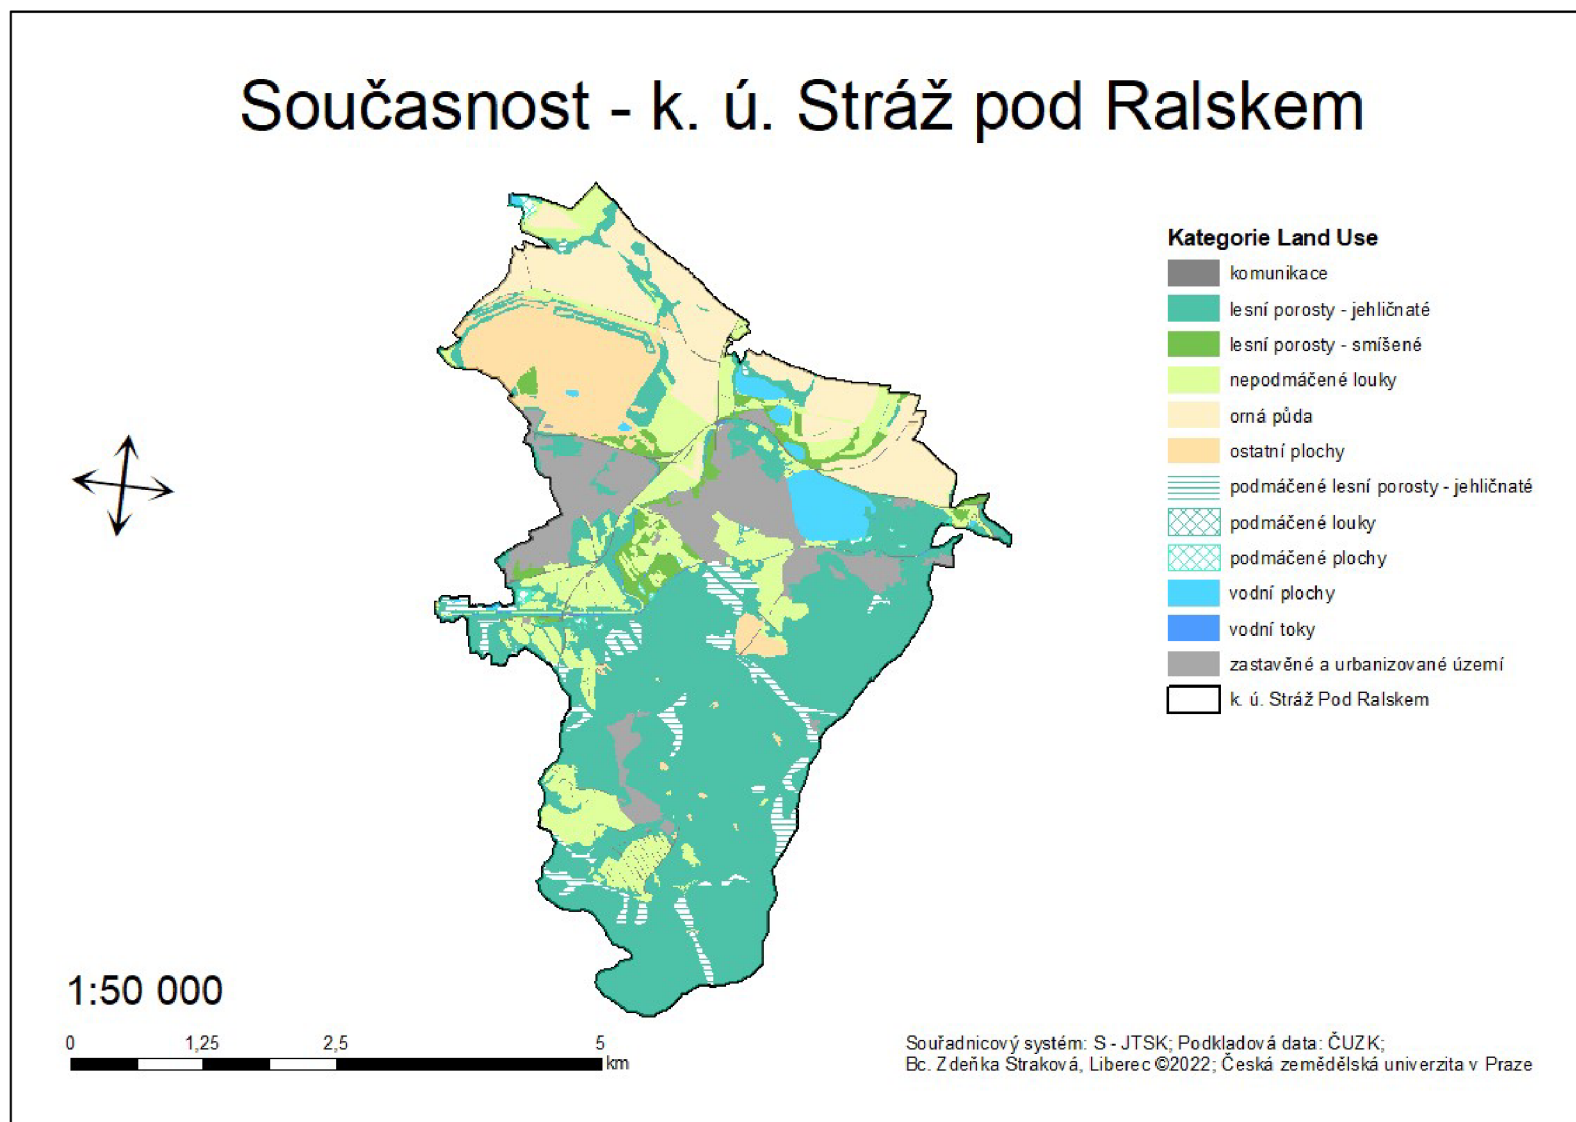 Současnost - k. ú. Stráž pod Ralskem
Kategorie Land Use
komunikace
lesní porosty - jehličnaté
lesní porosty - smíšené
nepodmáčené louky
orná půda
ostatní plochy
podmáčené lesní porosty - jehličnaté
podmáčené louky
podmáčené plochy
vodní plochy
vodní toky
zastavěné a urbanizované území
k. ú. Stráž Pod Ralskem
1:50 000
0 1,25 2,5 5
km
Souřadnicový systém: S - JTSK; Podkladová data: ČUZK;
Bc. Zdeňka Straková, Liberec ©2022; Česká zemědělská univerzita v Praze